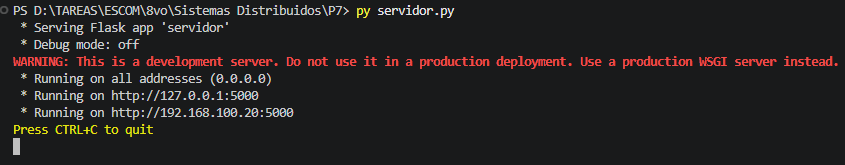 PS D:\TAREAS\ESCOM\8vo\Sistemas Distribuidos\P7> py servidor.py
 * Serving Flask app 'servidor'
 * Debug mode: off
WARNING: This is a development server. Do not use it in a production deployment. Use a production WSGI server instead.
 * Running on all addresses (0.0.0.0)
 * Running on http://127.0.0.1:5000
 * Running on http://192.168.100.20:5000
Press CTRL+C to quit